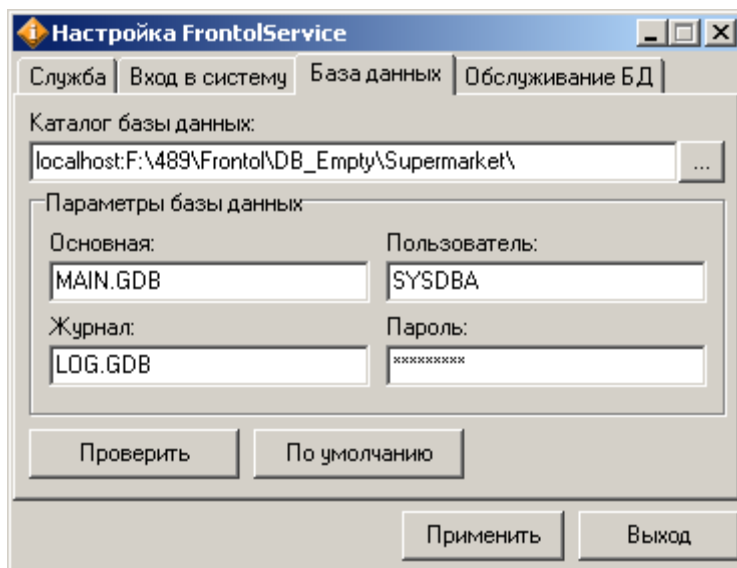 Настройка FrontolService
Служба Вход в систему База данных Обслуживание БД
Каталог базы данных:
localhost:F:\489\Frontol\DB_Empty\Supermarket\ ...
Параметры базы данных
Основная: Пользователь:
MAIN.GDB SYSDBA
Журнал: Пароль:
LOG.GDB *********
Проверить По умолчанию
Применить Выход